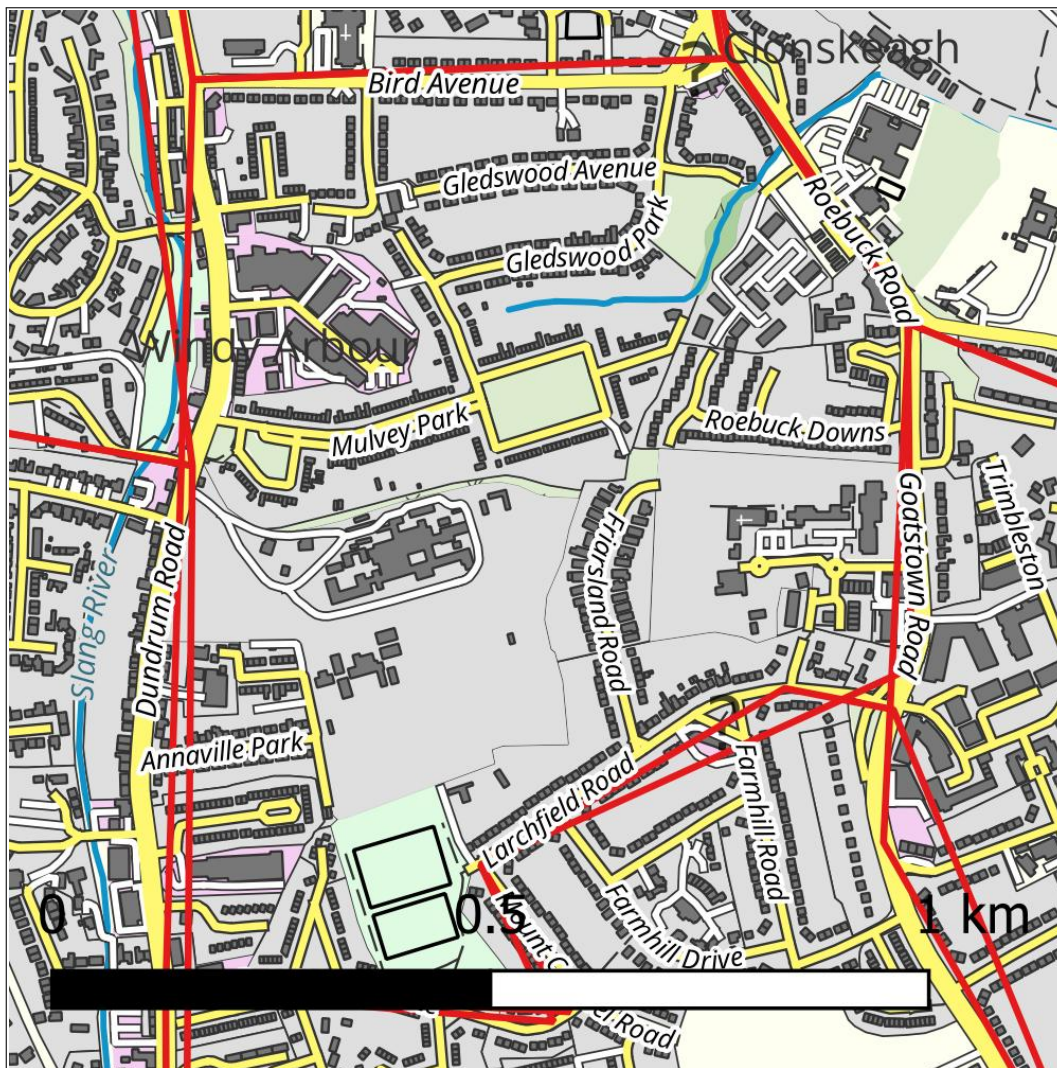 Clonskeagh
?
Bird Avenue
Gledswood Avenue
Roebuck Road
Gledswood Park
Windy Arbour
Mulvey Park
Roebuck Downs
Trimbleston
Goatstown Road
Friarsland Road
Slang River
Dundrum Road
?
Annaville Park
Larchfield Road
Farmhill Road
Farmhill Drive
Mount
Road
0
0.5
1 km